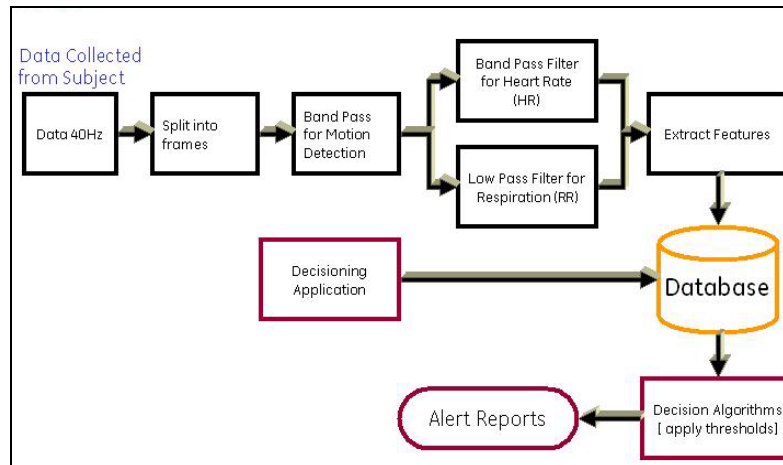 Data Collected
from Subject
Data 40Hz
Split into
frames
Band Pass
for Motion
Detection
Band Pass Filter
for Heart Rate
(HR)
Low Pass Filter for
Respiration (RR)
Extract Features
Decisioning
Application
Database
Decision Algorithms
[ apply thresholds]
Alert Reports